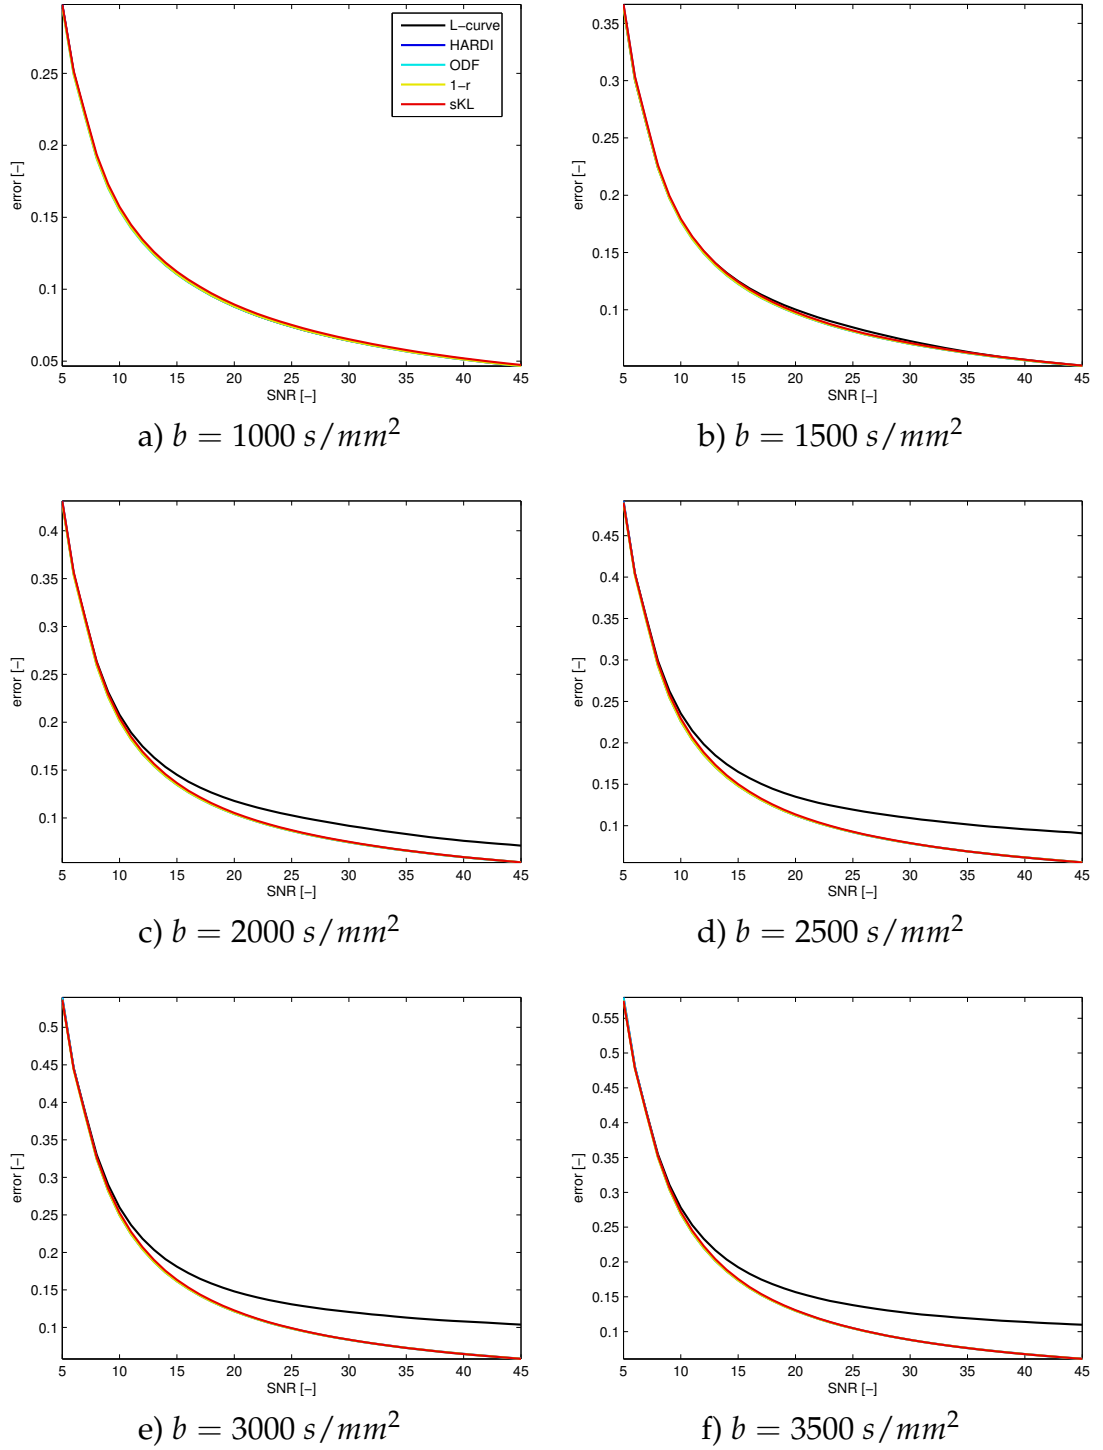 L-curve
HARDI
ODF
1-r
sKL
0.25
0.2
0.15
0.1
0.05
error [-]
5 10 15 20 25 30 35 40 45
SNR [-]
a) b = 1000 s/mm²
0.35
0.3
0.25
0.2
0.15
0.1
error [-]
5 10 15 20 25 30 35 40 45
SNR [-]
b) b = 1500 s/mm²
0.4
0.35
0.3
0.25
0.2
0.15
0.1
error [-]
5 10 15 20 25 30 35 40 45
SNR [-]
c) b = 2000 s/mm²
0.45
0.4
0.35
0.3
0.25
0.2
0.15
0.1
error [-]
5 10 15 20 25 30 35 40 45
SNR [-]
d) b = 2500 s/mm²
0.5
0.45
0.4
0.35
0.3
0.25
0.2
0.15
0.1
error [-]
5 10 15 20 25 30 35 40 45
SNR [-]
e) b = 3000 s/mm²
0.55
0.5
0.45
0.4
0.35
0.3
0.25
0.2
0.15
0.1
error [-]
5 10 15 20 25 30 35 40 45
SNR [-]
f) b = 3500 s/mm²